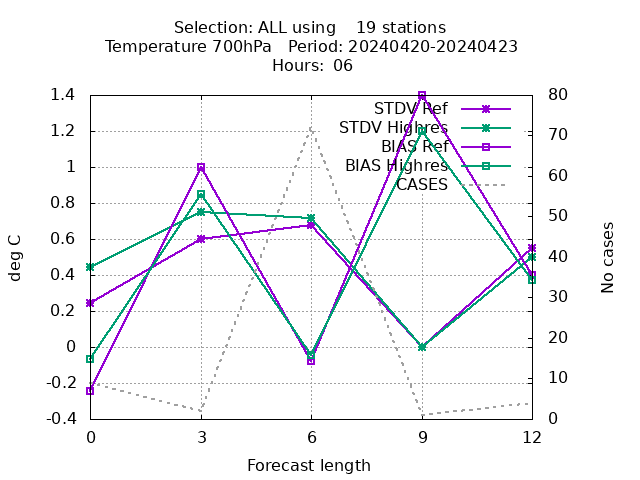 Selection: ALL using    19 stations
Temperature 700hPa   Period: 20240420-20240423
Hours:  06
1.4
1.2
1
0.8
0.6
0.4
0.2
0
-0.2
-0.4
deg C
STDV Ref
STDV Highres
BIAS Ref
BIAS Highres
CASES
80
70
60
50
40
30
20
10
0
No cases
0 3 6 9 12
Forecast length